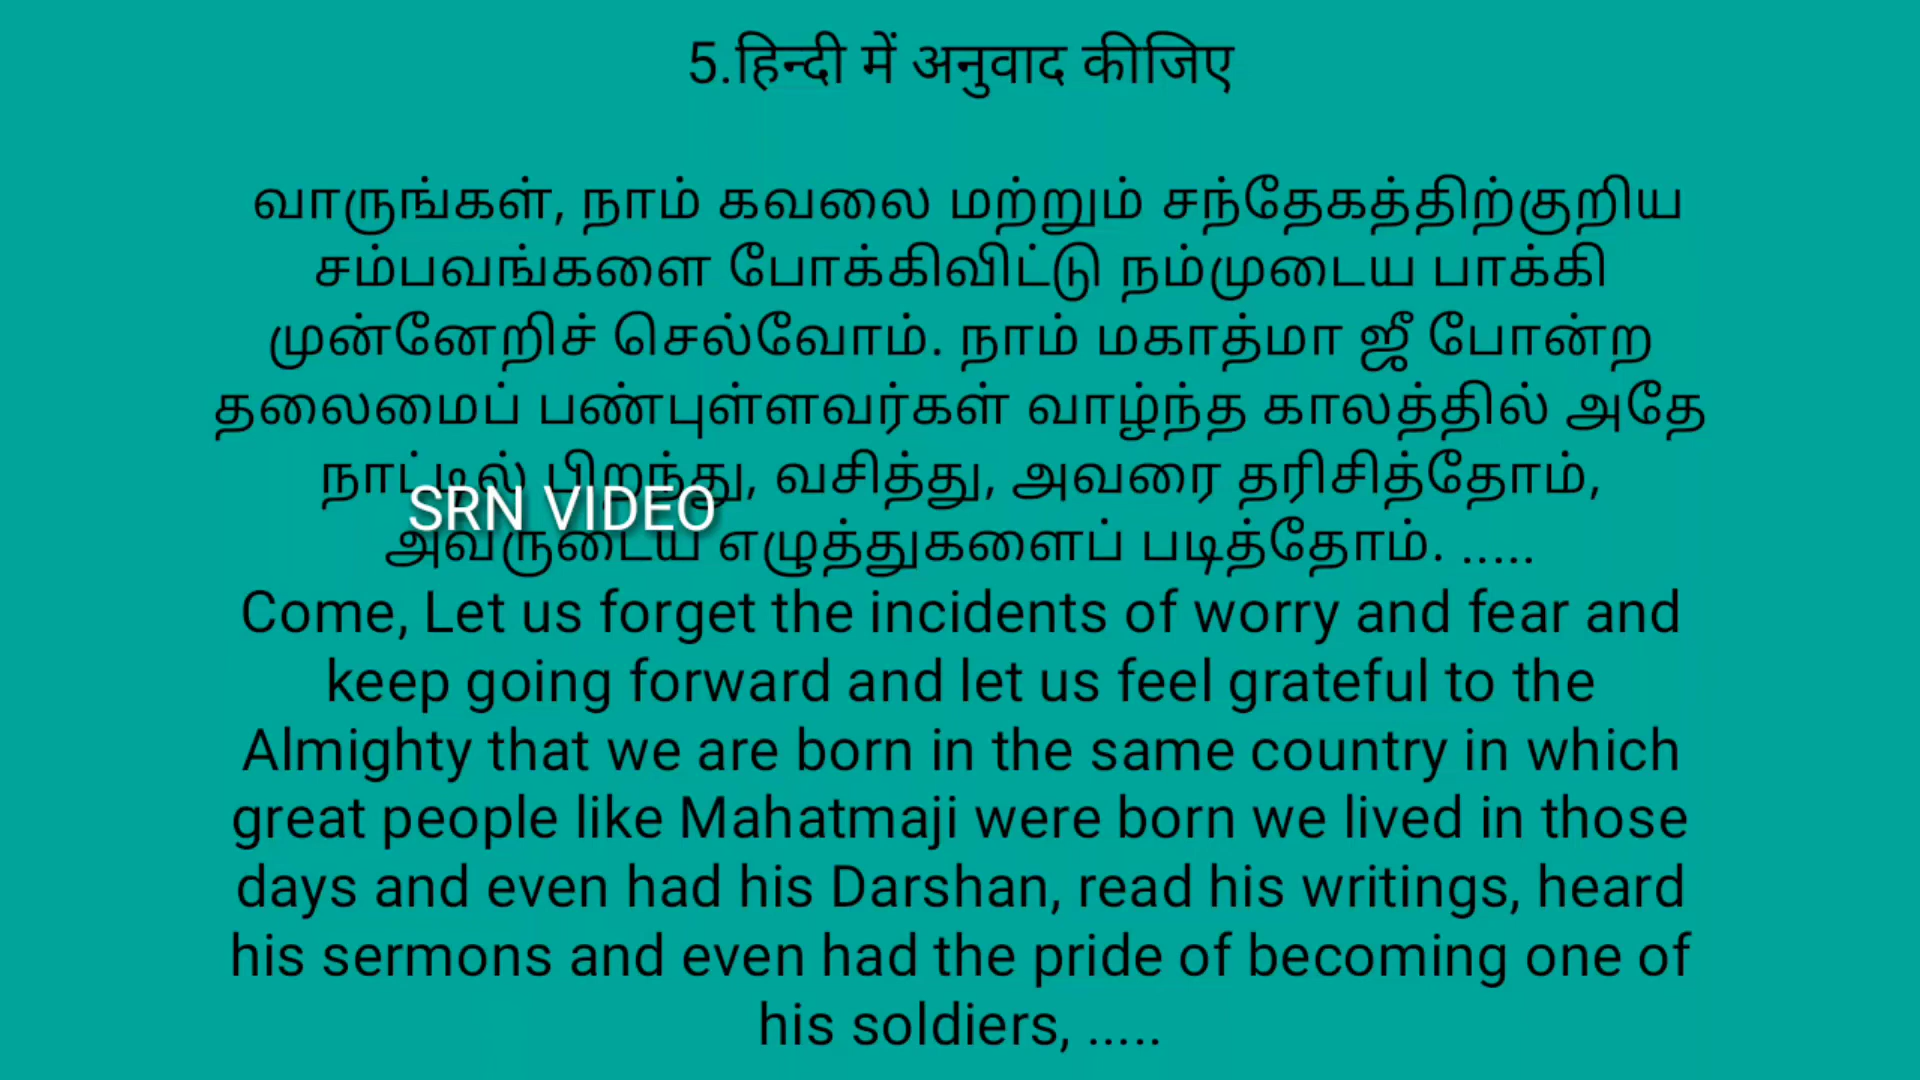 5.हिन्दी में अनुवाद कीजिए
வாருங்கள், நாம் கவலை மற்றும் சந்தேகத்திற்குறிய
சம்பவங்களை போக்கிவிட்டு நம்முடைய பாக்கி
முன்னேறிச் செல்வோம். நாம் மகாத்மா ஜீ போன்ற
தலைமைப் பண்புள்ளவர்கள் வாழ்ந்த காலத்தில் அதே
நாட்டில் பிறந்து, வசித்து, அவரை தரிசித்தோம்,
SRN VIDEO
அவருடைய எழுத்துகளைப் படித்தோம். .....
Come, Let us forget the incidents of worry and fear and
keep going forward and let us feel grateful to the
Almighty that we are born in the same country in which
great people like Mahatmaji were born we lived in those
days and even had his Darshan, read his writings, heard
his sermons and even had the pride of becoming one of
his soldiers, .....